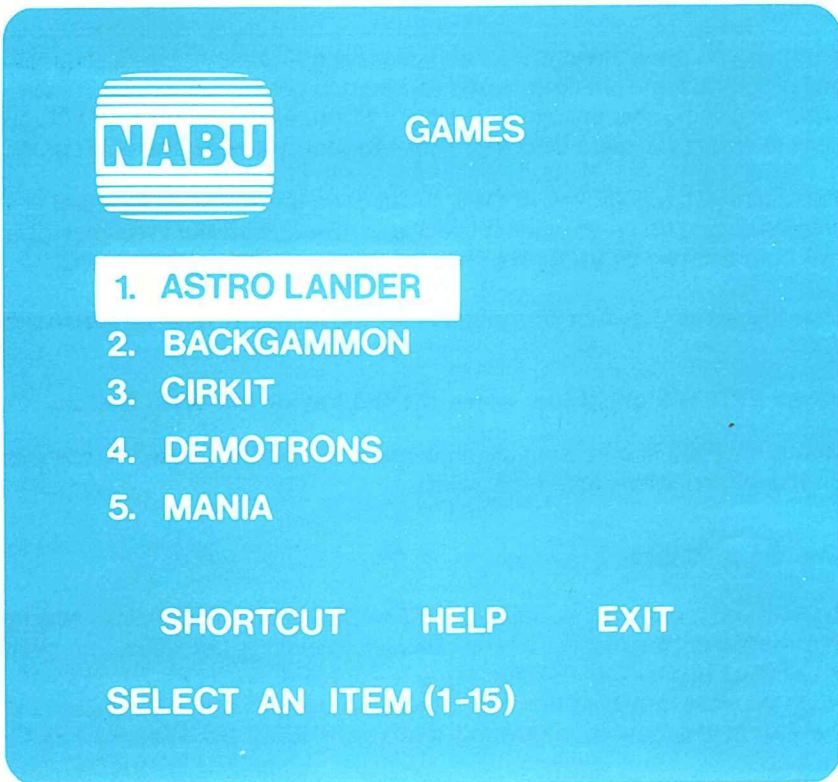 NABU
GAMES
1. ASTRO LANDER
2. BACKGAMMON
3. CIRKIT
4. DEMOTRONS
5. MANIA
SHORTCUT HELP EXIT
SELECT AN ITEM (1-15)